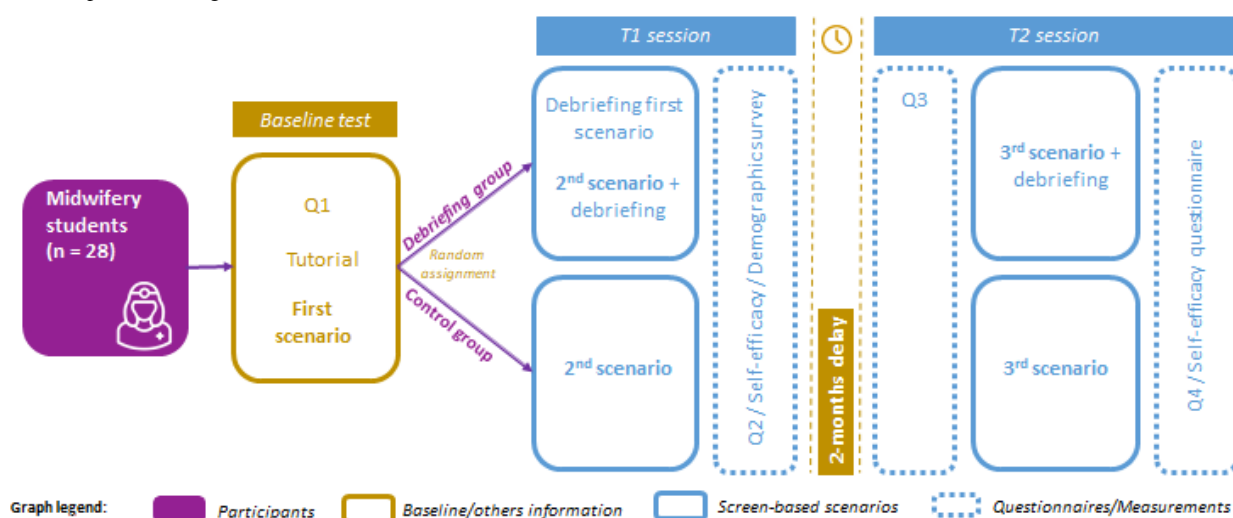 T1 session
T2 session
Baseline test
Midwifery
students
(n = 28)
Q1
Tutorial
First
scenario
Debriefing group
Random
assignment
Control group
Debriefing first
scenario
2nd scenario +
debriefing
2nd scenario
Q2 / Self-efficacy / Demographic survey
2-months delay
Q3
3rd scenario +
debriefing
3rd scenario
Q4 / Self-efficacy questionnaire
Graph legend:
Participants
Baseline/others information
Screen-based scenarios
Questionnaires/Measurements